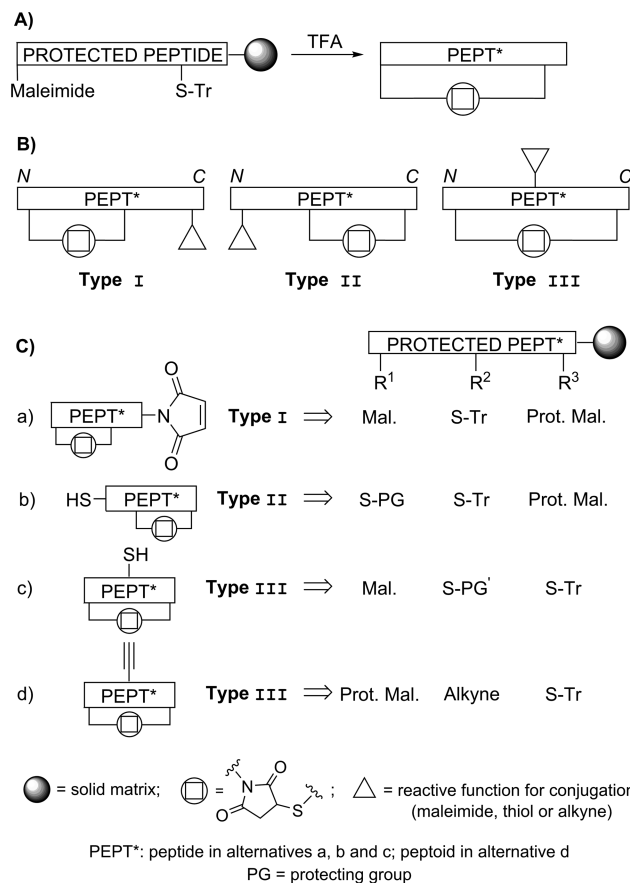 A)
PROTECTED PEPTIDE TFA PEPT*
Maleimide S-Tr
B)
N C N C N C
PEPT* PEPT* PEPT*
Type I Type II Type III
C)
PROTECTED PEPT*
R1 R2 R3
O
a) PEPT* N Type I ⇒ Mal. S-Tr Prot. Mal.
O
b) HS PEPT* Type II ⇒ S-PG S-Tr Prot. Mal.
SH
c) PEPT* Type III ⇒ Mal. S-PG' S-Tr
d) PEPT* Type III ⇒ Prot. Mal. Alkyne S-Tr
= solid matrix; = N O O S ; = reactive function for conjugation
(maleimide, thiol or alkyne)
PEPT*: peptide in alternatives a, b and c; peptoid in alternative d
PG = protecting group